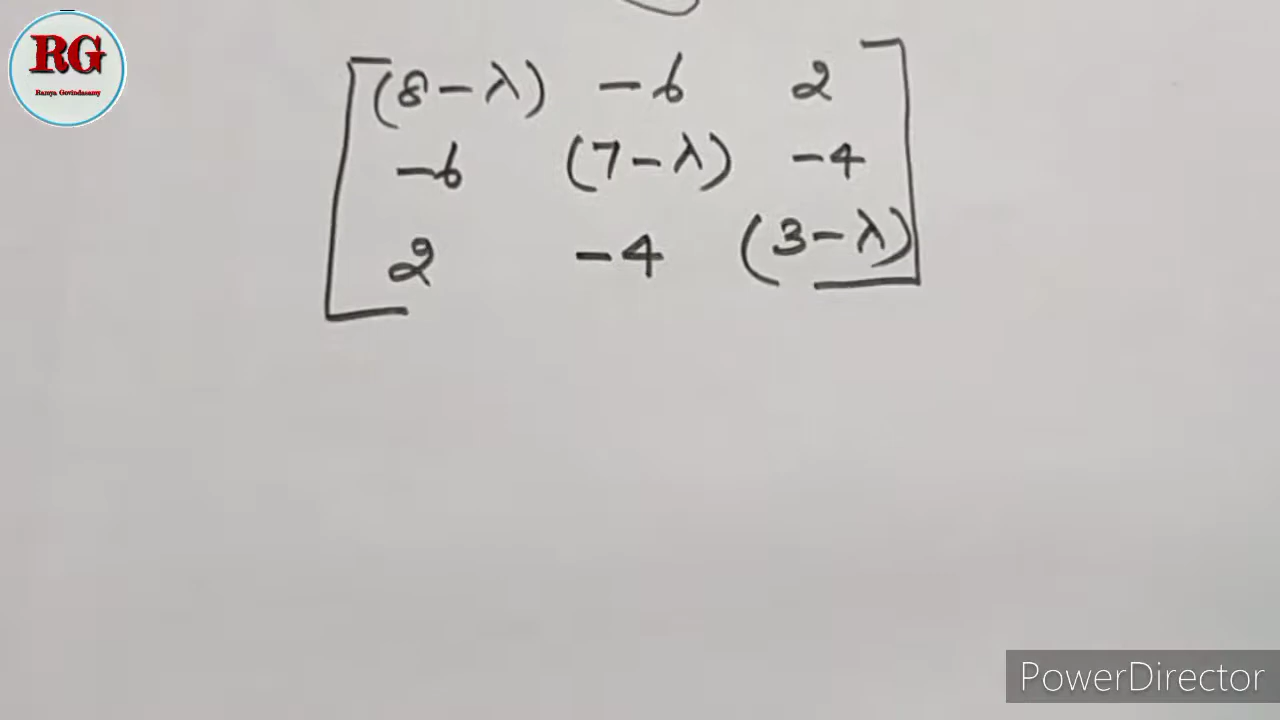 RG
Ramya Govindasamy
(8-λ) -6 2
-6 (7-λ) -4
2 -4 (3-λ)
PowerDirector